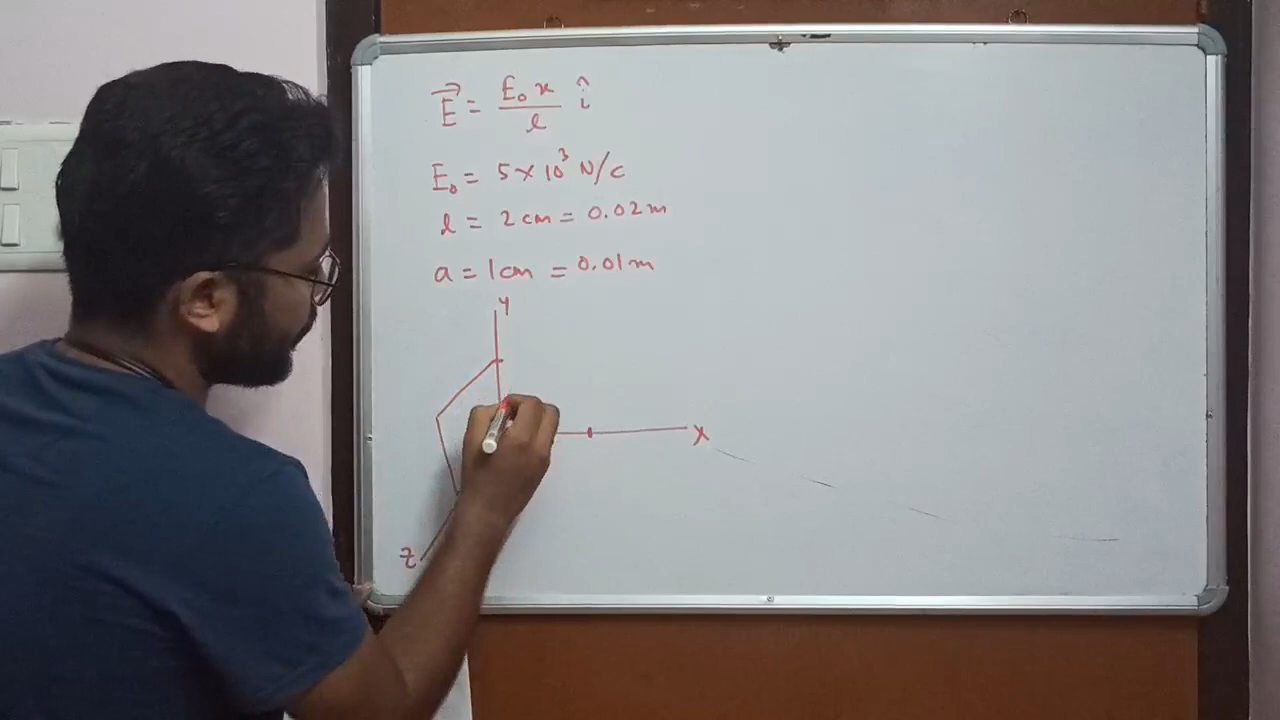 E⃗ = E₀x / l î
E₀ = 5 × 10³ N/C
l = 2 cm = 0.02 m
a = 1 cm = 0.01 m
y
x
z